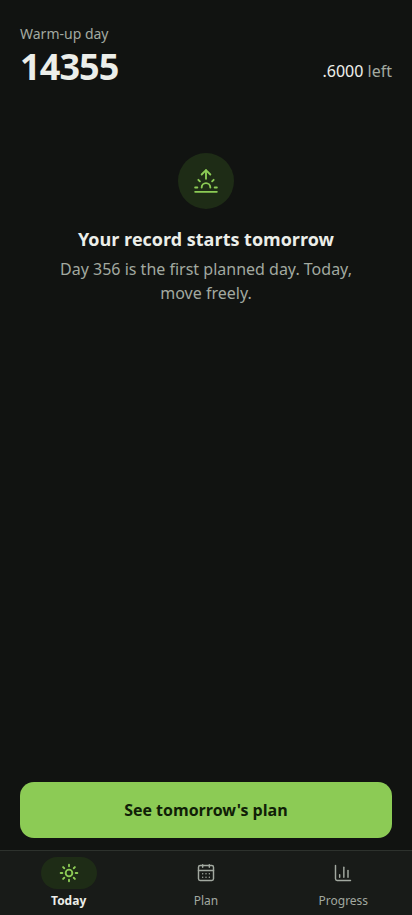 Warm-up day
14355
.6000 left
Your record starts tomorrow
Day 356 is the first planned day. Today,
move freely.
See tomorrow's plan
Today
Plan
Progress